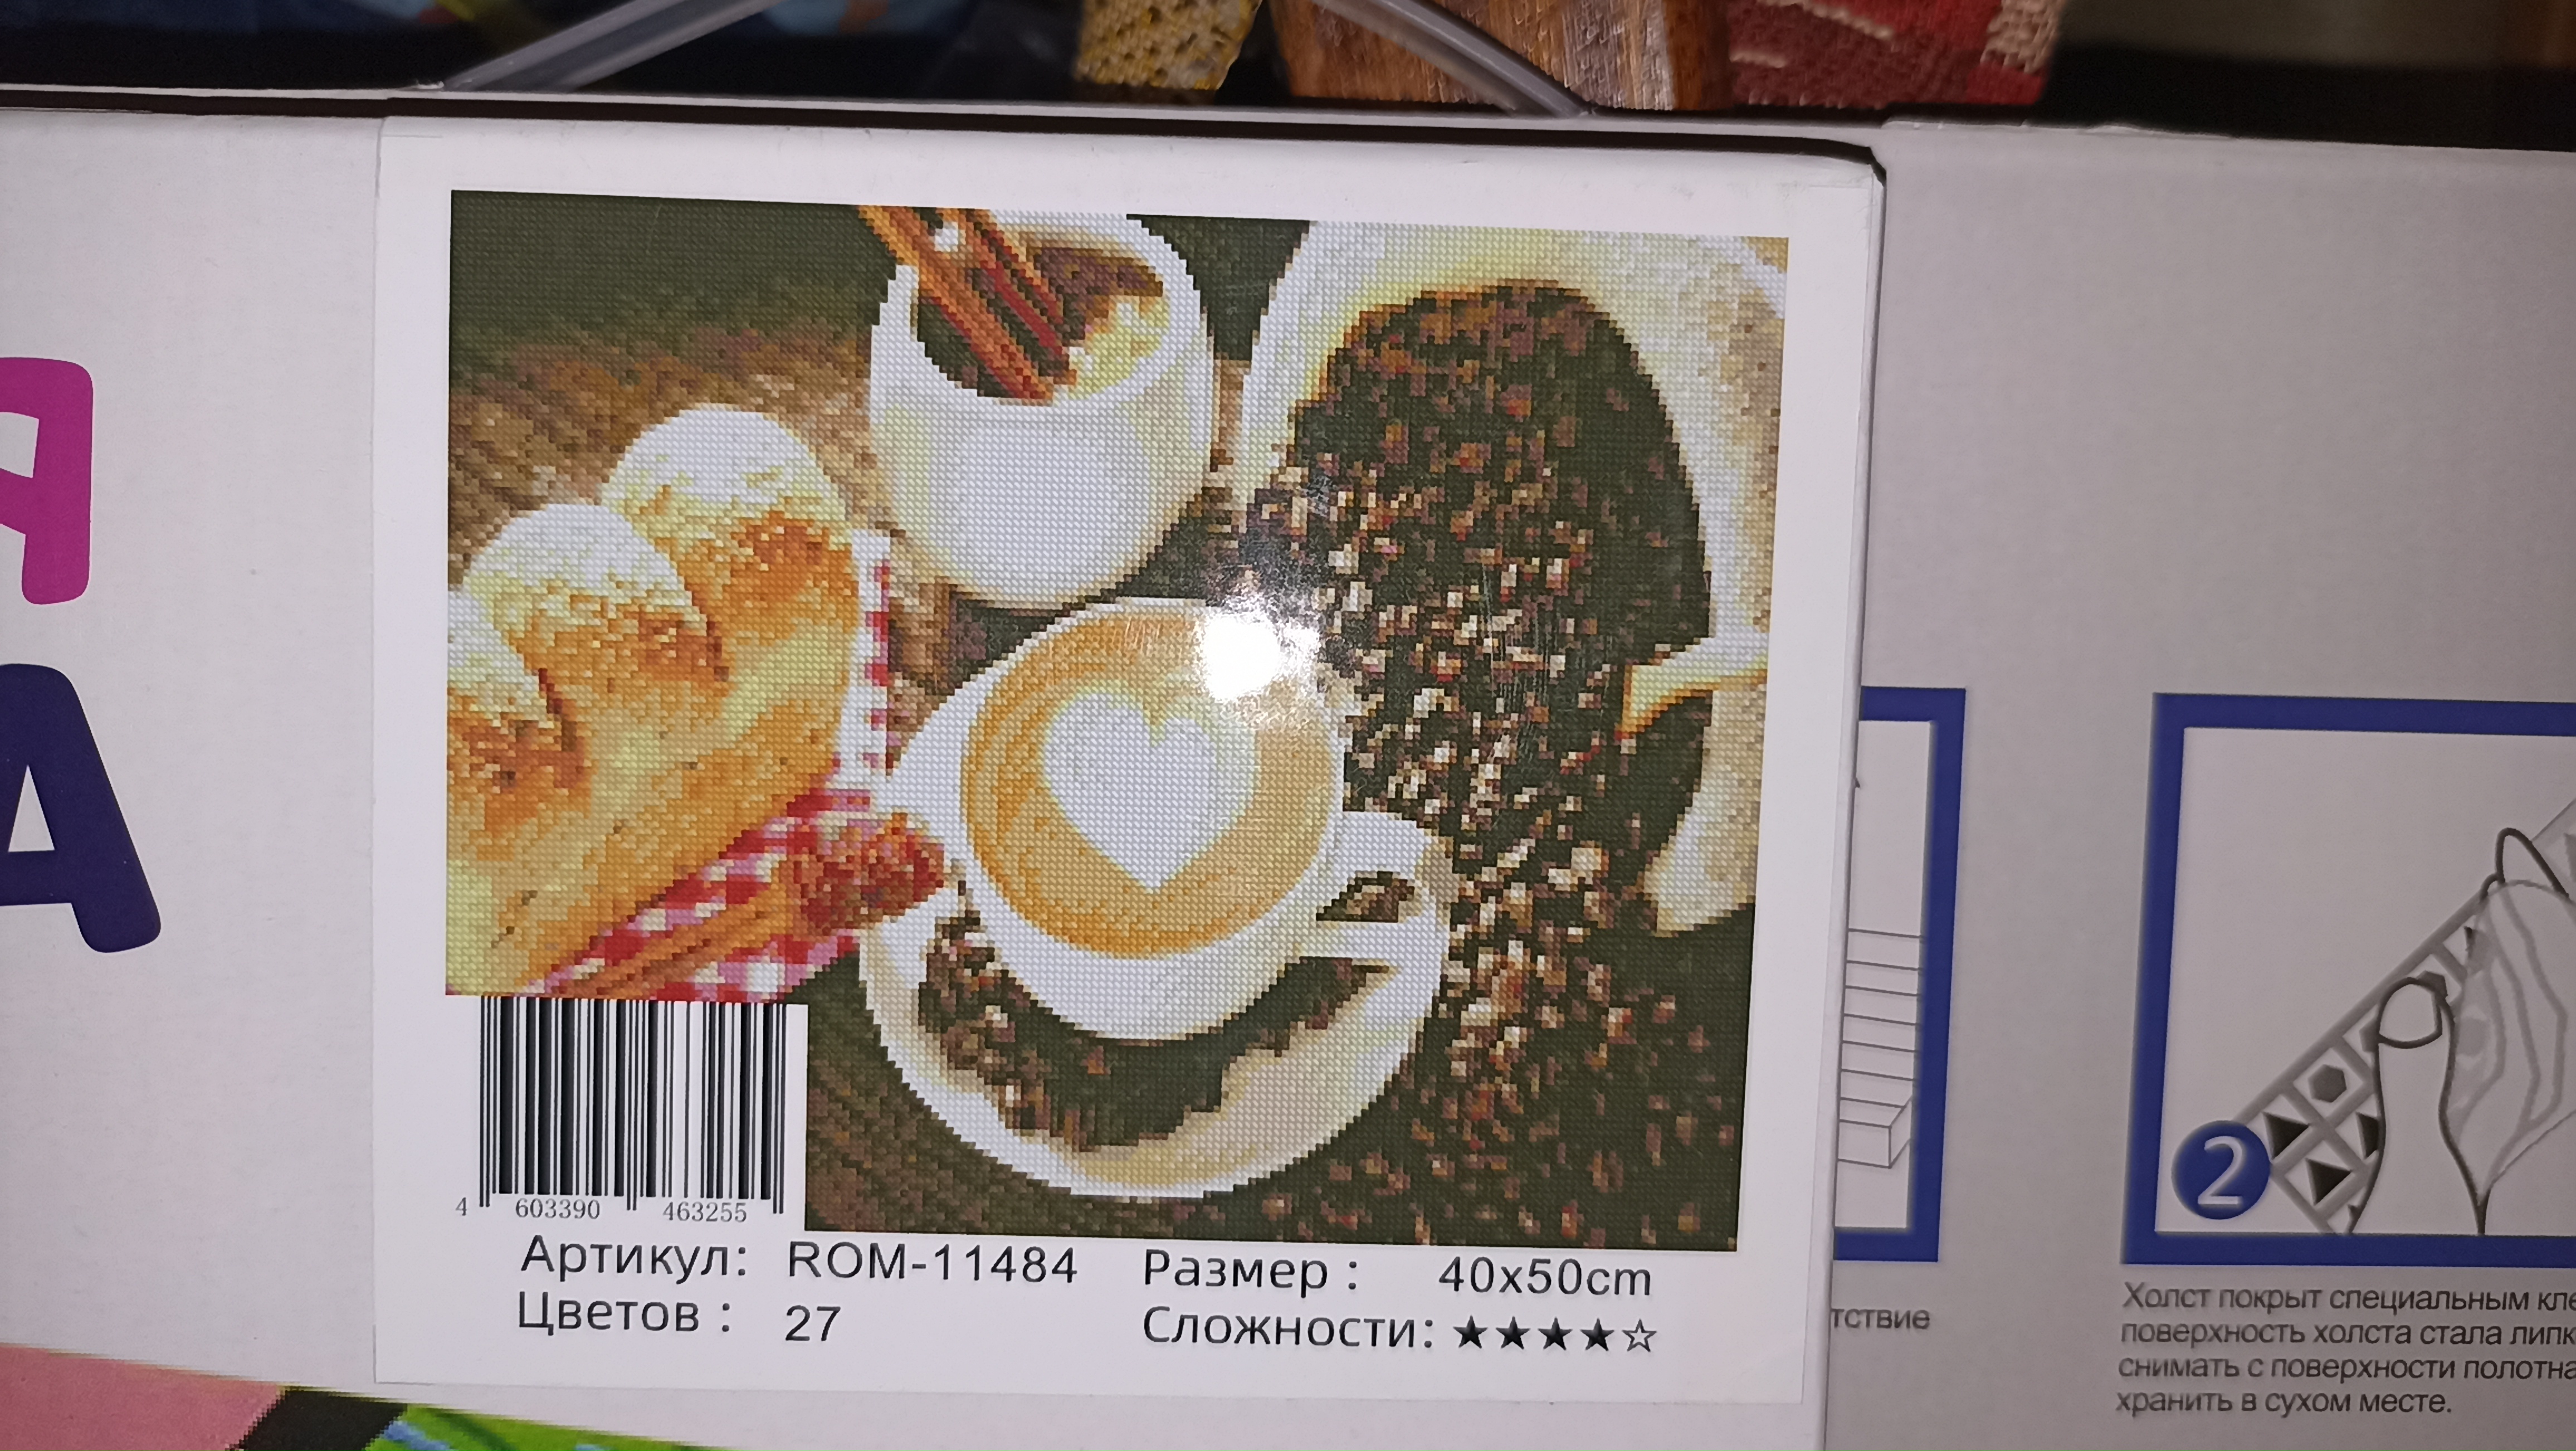 А
А
4 603390 463255
Артикул: ROM-11484 Размер : 40x50cm
Цветов : 27 Сложности: ★★★★☆
2
тствие
Холст покрыт специальным кле
поверхность холста стала липк
снимать с поверхности полотна
хранить в сухом месте.